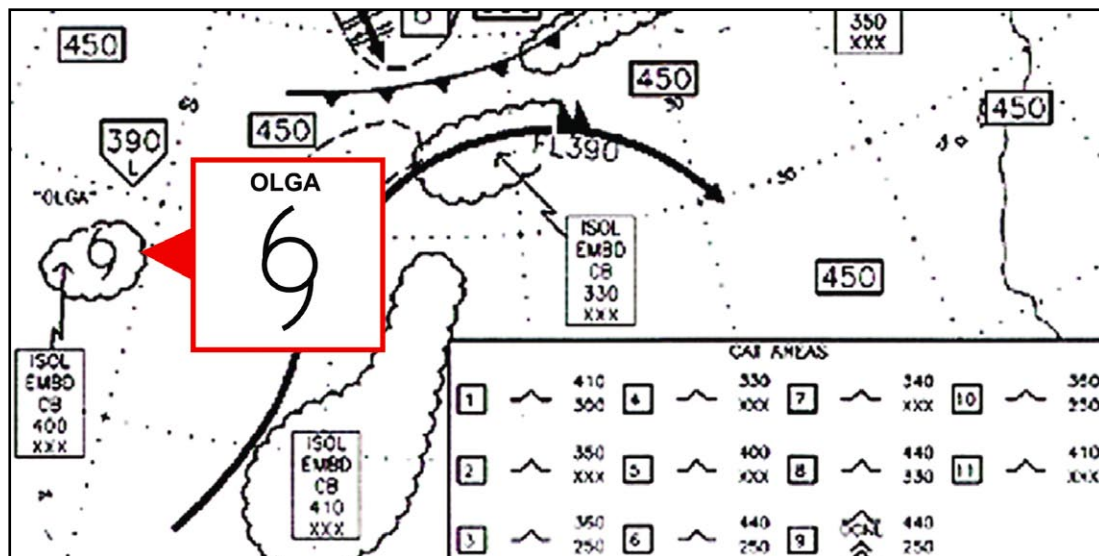 450
350
XXX
450
450
450
390
L
FL390
"OLGA"
OLGA
ISOL
EMBD
CB
330
XXX
450
ISOL
EMBD
CB
400
XXX
ISOL
EMBD
CB
410
XXX
CAT AREAS
1 410 4 330 7 340 10 350
300 XXX XXX 250
2 350 5 400 8 440 11 410
XXX XXX 330 XXX
3 350 6 440 9 OCNL 440
250 250 250